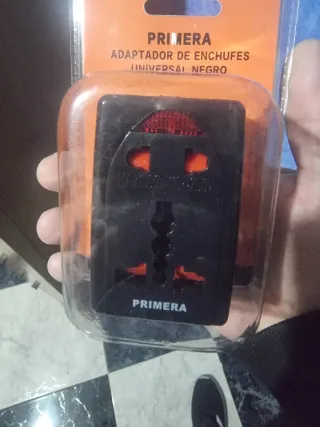 PRIMERA
ADAPTADOR DE ENCHUFES
UNIVERSAL NEGRO
PRIMERA